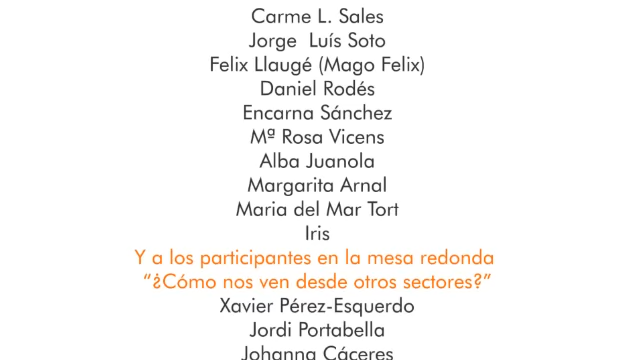 Carme L. Sales
Jorge Luís Soto
Felix Llaugé (Mago Felix)
Daniel Rodés
Encarna Sánchez
Mª Rosa Vicens
Alba Juanola
Margarita Arnal
Maria del Mar Tort
Iris
Y a los participantes en la mesa redonda
“¿Cómo nos ven desde otros sectores?”
Xavier Pérez-Esquerdo
Jordi Portabella
Johanna Cáceres